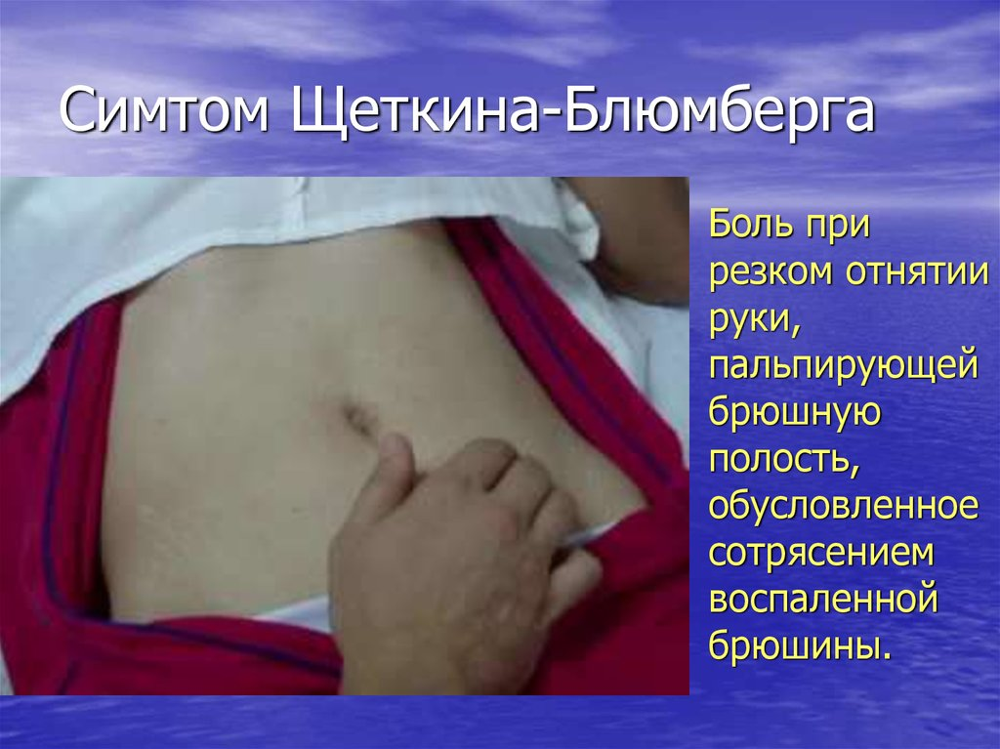 Симтом Щеткина-Блюмберга
Боль при
резком отнятии
руки,
пальпирующей
брюшную
полость,
обусловленное
сотрясением
воспаленной
брюшины.